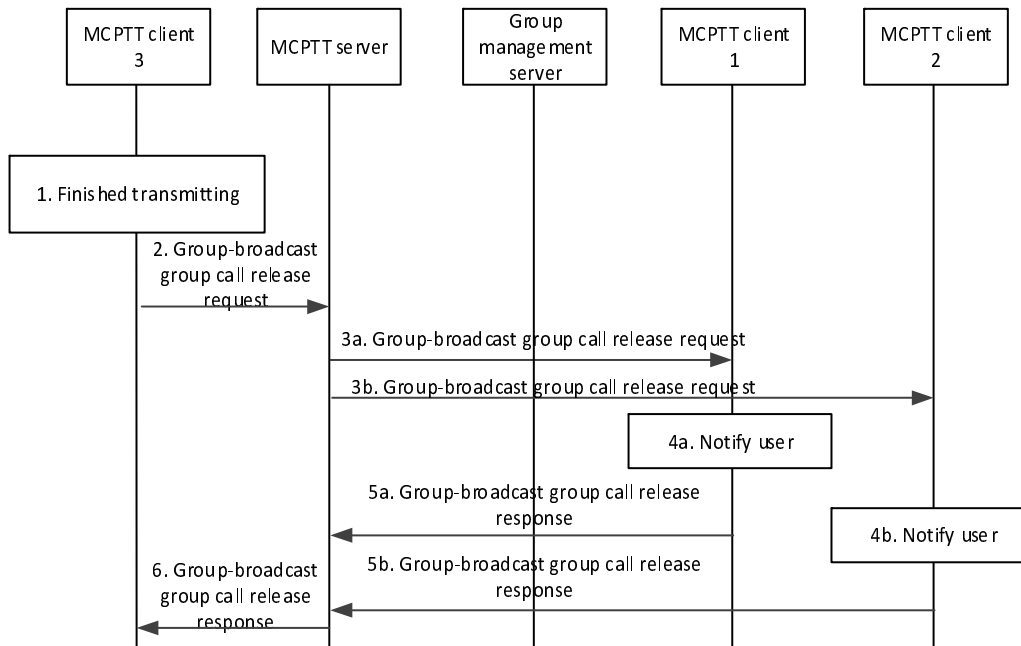 MCPTT client
3
MCPTT server
Group
management
server
MCPTT client
1
MCPTT client
2
1. Finished transmitting
2. Group-broadcast
group call release
request
3a. Group-broadcast group call release request
3b. Group-broadcast group call release request
4a. Notify user
5a. Group-broadcast group call release
response
4b. Notify user
5b. Group-broadcast group call release
response
6. Group-broadcast
group call release
response